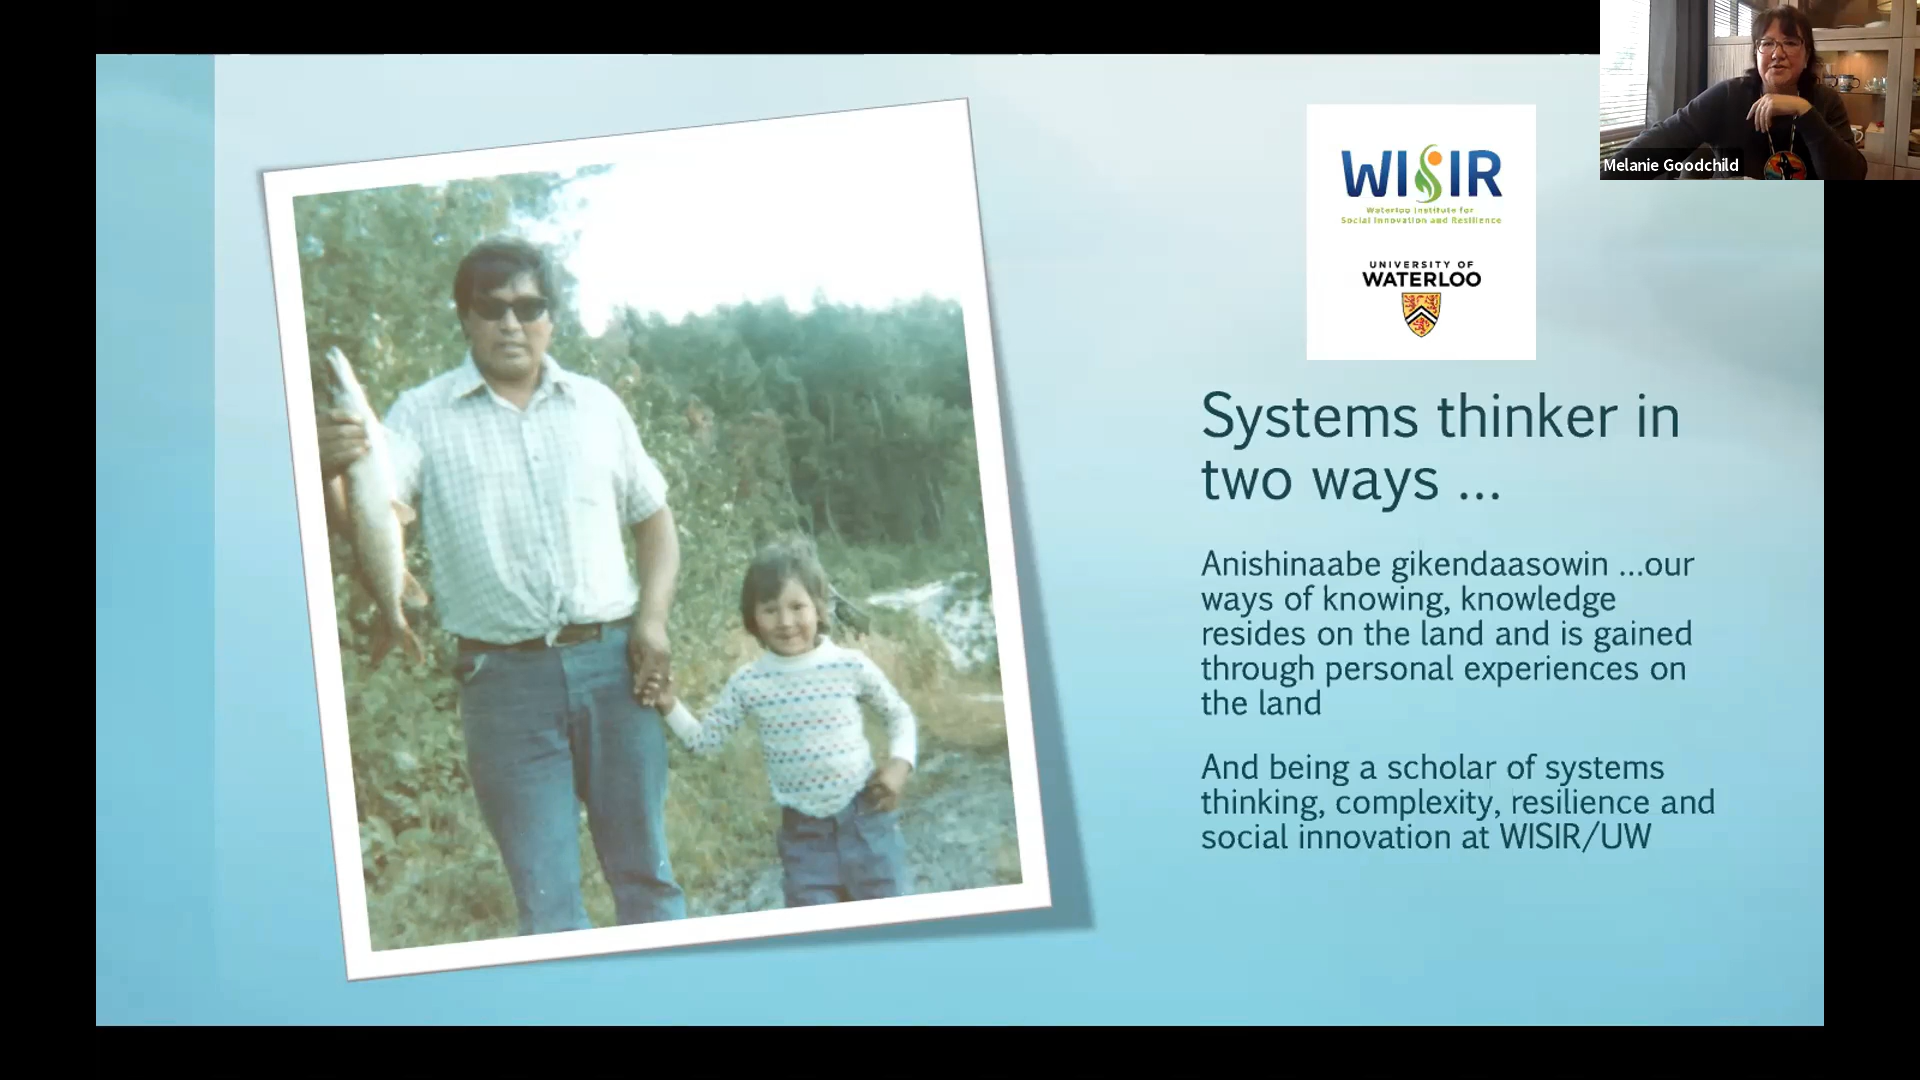 Melanie Goodchild
WISIR
Waterloo Institute for
Social Innovation and Resilience
UNIVERSITY OF
WATERLOO
Systems thinker in
two ways ...
Anishinaabe gikendaasowin ...our
ways of knowing, knowledge
resides on the land and is gained
through personal experiences on
the land
And being a scholar of systems
thinking, complexity, resilience and
social innovation at WISIR/UW